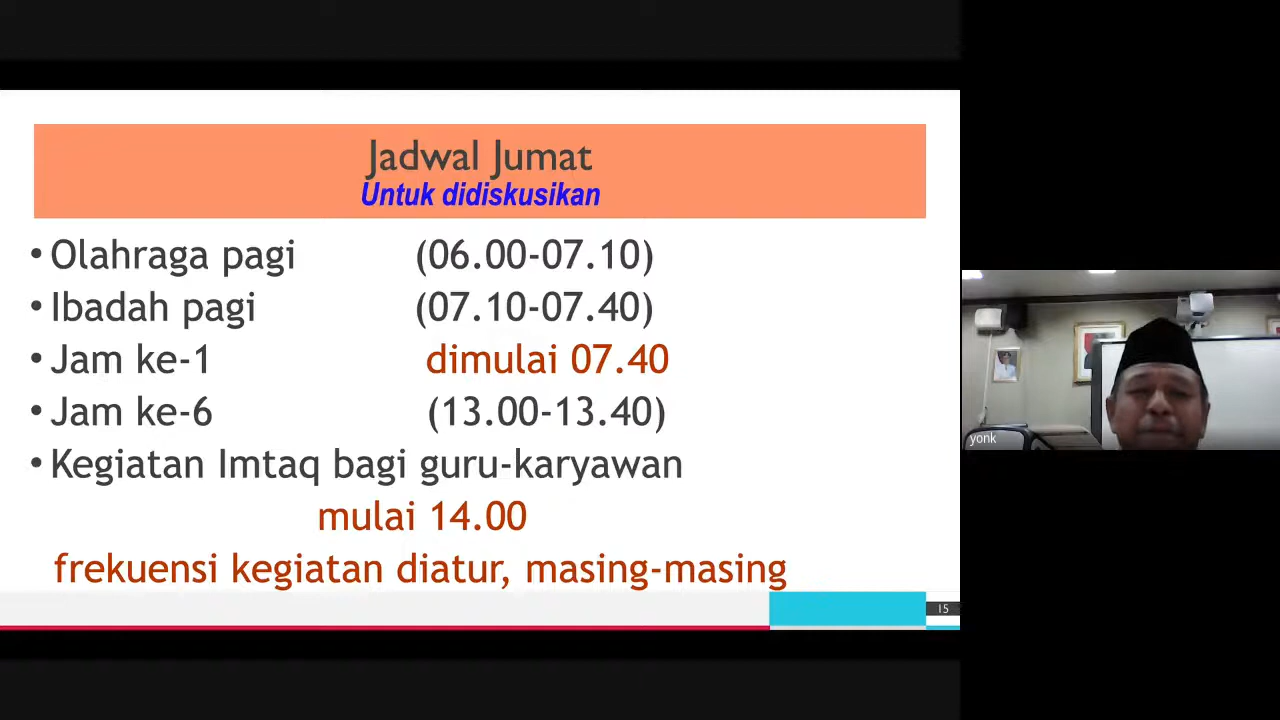 Jadwal Jumat
Untuk didiskusikan
• Olahraga pagi (06.00-07.10)
• Ibadah pagi (07.10-07.40)
• Jam ke-1 dimulai 07.40
• Jam ke-6 (13.00-13.40)
• Kegiatan Imtaq bagi guru-karyawan
mulai 14.00
frekuensi kegiatan diatur, masing-masing
15
yonk